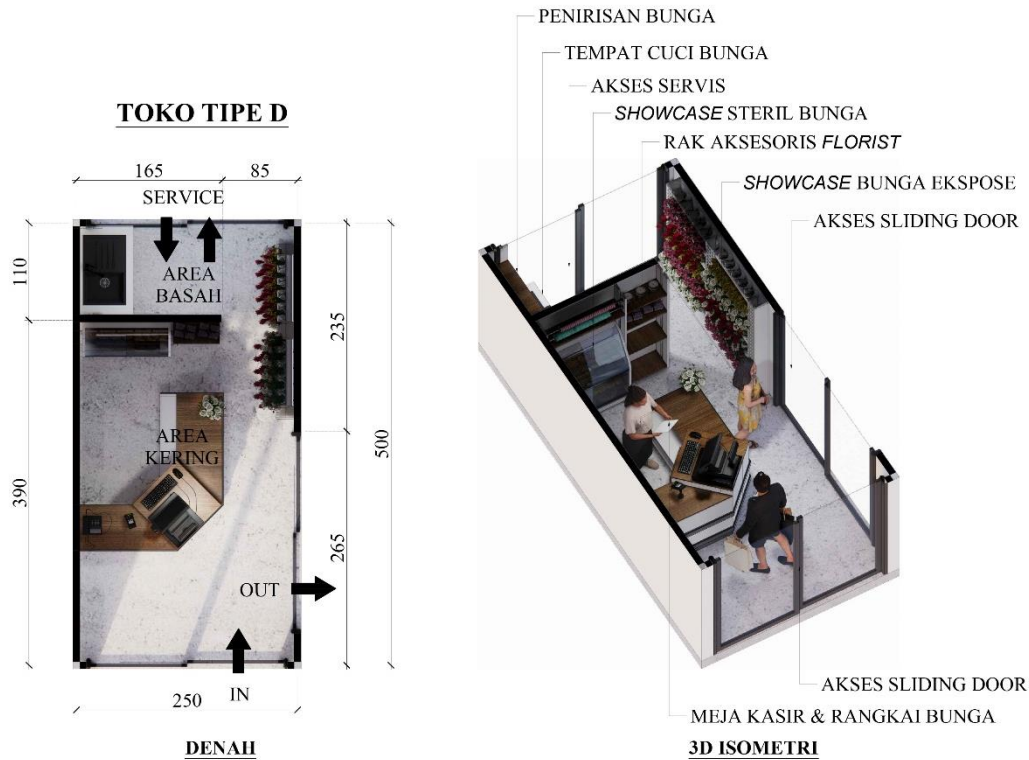 TOKO TIPE D
165
85
SERVICE
AREA
BASAH
110
235
500
AREA
KERING
390
265
OUT
IN
250
DENAH
PENIRISAN BUNGA
TEMPAT CUCI BUNGA
AKSES SERVIS
SHOWCASE STERIL BUNGA
RAK AKSESORIS FLORIST
SHOWCASE BUNGA EKSPOSE
AKSES SLIDING DOOR
AKSES SLIDING DOOR
MEJA KASIR & RANGKAI BUNGA
3D ISOMETRI